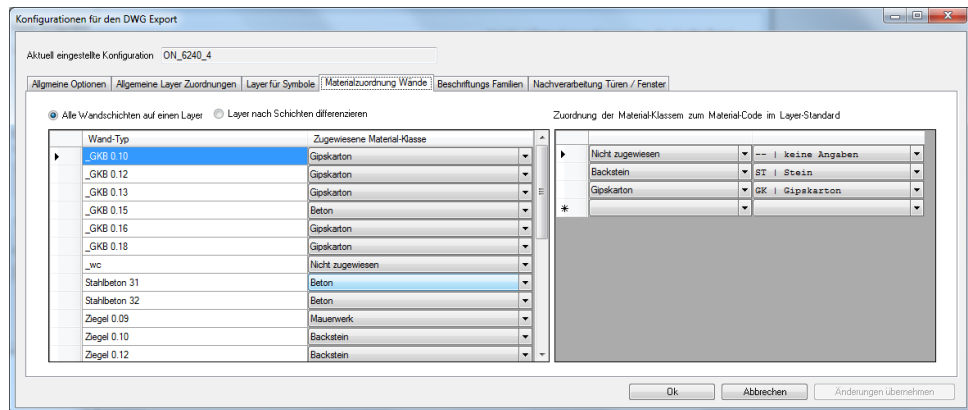 Konfigurationen für den DWG Export
Aktuell eingestellte Konfiguration ON_6240_4
Allgmeine Optionen Allgemeine Layer Zuordnungen Layer für Symbole Materialzuordnung Wände Beschriftungs Familien Nachverarbeitung Türen / Fenster
Alle Wandschichten auf einen Layer Layer nach Schichten differenzieren
Wand-Typ Zugewiesene Material-Klasse
_GKB 0.10 Gipskarton
_GKB 0.12 Gipskarton
_GKB 0.13 Gipskarton
_GKB 0.15 Beton
_GKB 0.16 Gipskarton
_GKB 0.18 Gipskarton
_wc Nicht zugewiesen
Stahlbeton 31 Beton
Stahlbeton 32 Beton
Ziegel 0.09 Mauerwerk
Ziegel 0.10 Backstein
Ziegel 0.12 Backstein
Zuordnung der Material-Klassem zum Material-Code im Layer-Standard
Nicht zugewiesen -- | keine Angaben
Backstein ST | Stein
Gipskarton GK | Gipskarton
Ok Abbrechen Änderungen übernehmen